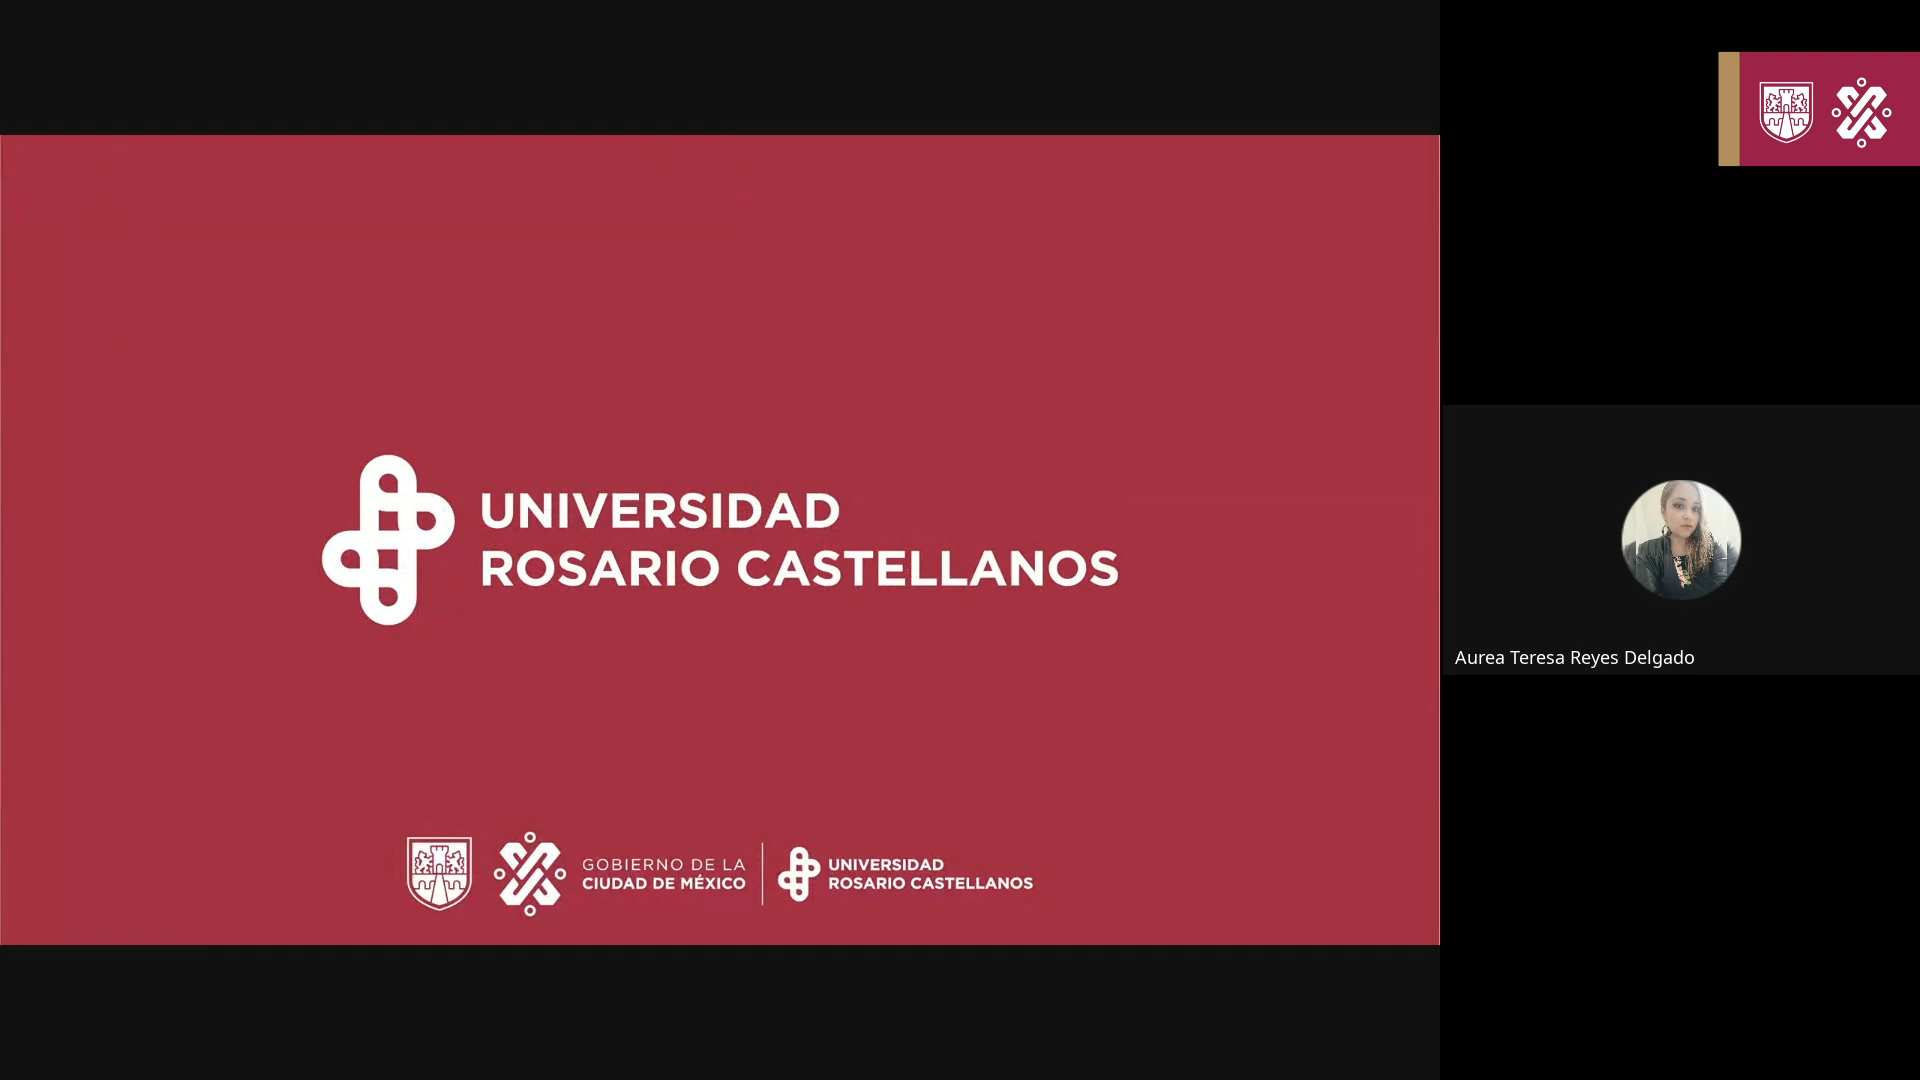 UNIVERSIDAD
ROSARIO CASTELLANOS
GOBIERNO DE LA
CIUDAD DE MÉXICO
UNIVERSIDAD
ROSARIO CASTELLANOS
Aurea Teresa Reyes Delgado